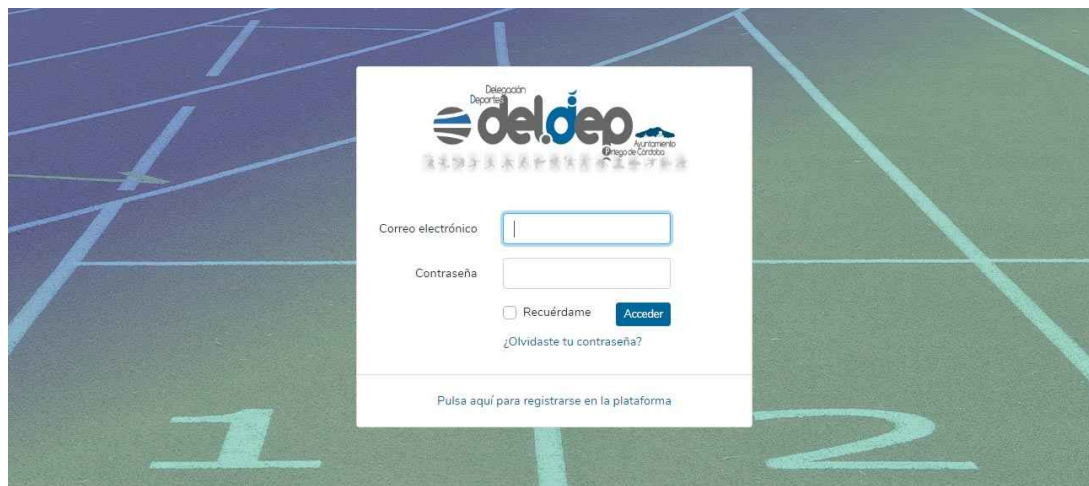 Delegación
Deportes
del.dep
Ayuntamiento
Priego de Córdoba
Correo electrónico
Contraseña
Recuérdame
Acceder
¿Olvidaste tu contraseña?
Pulsa aquí para registrarse en la plataforma
1 2